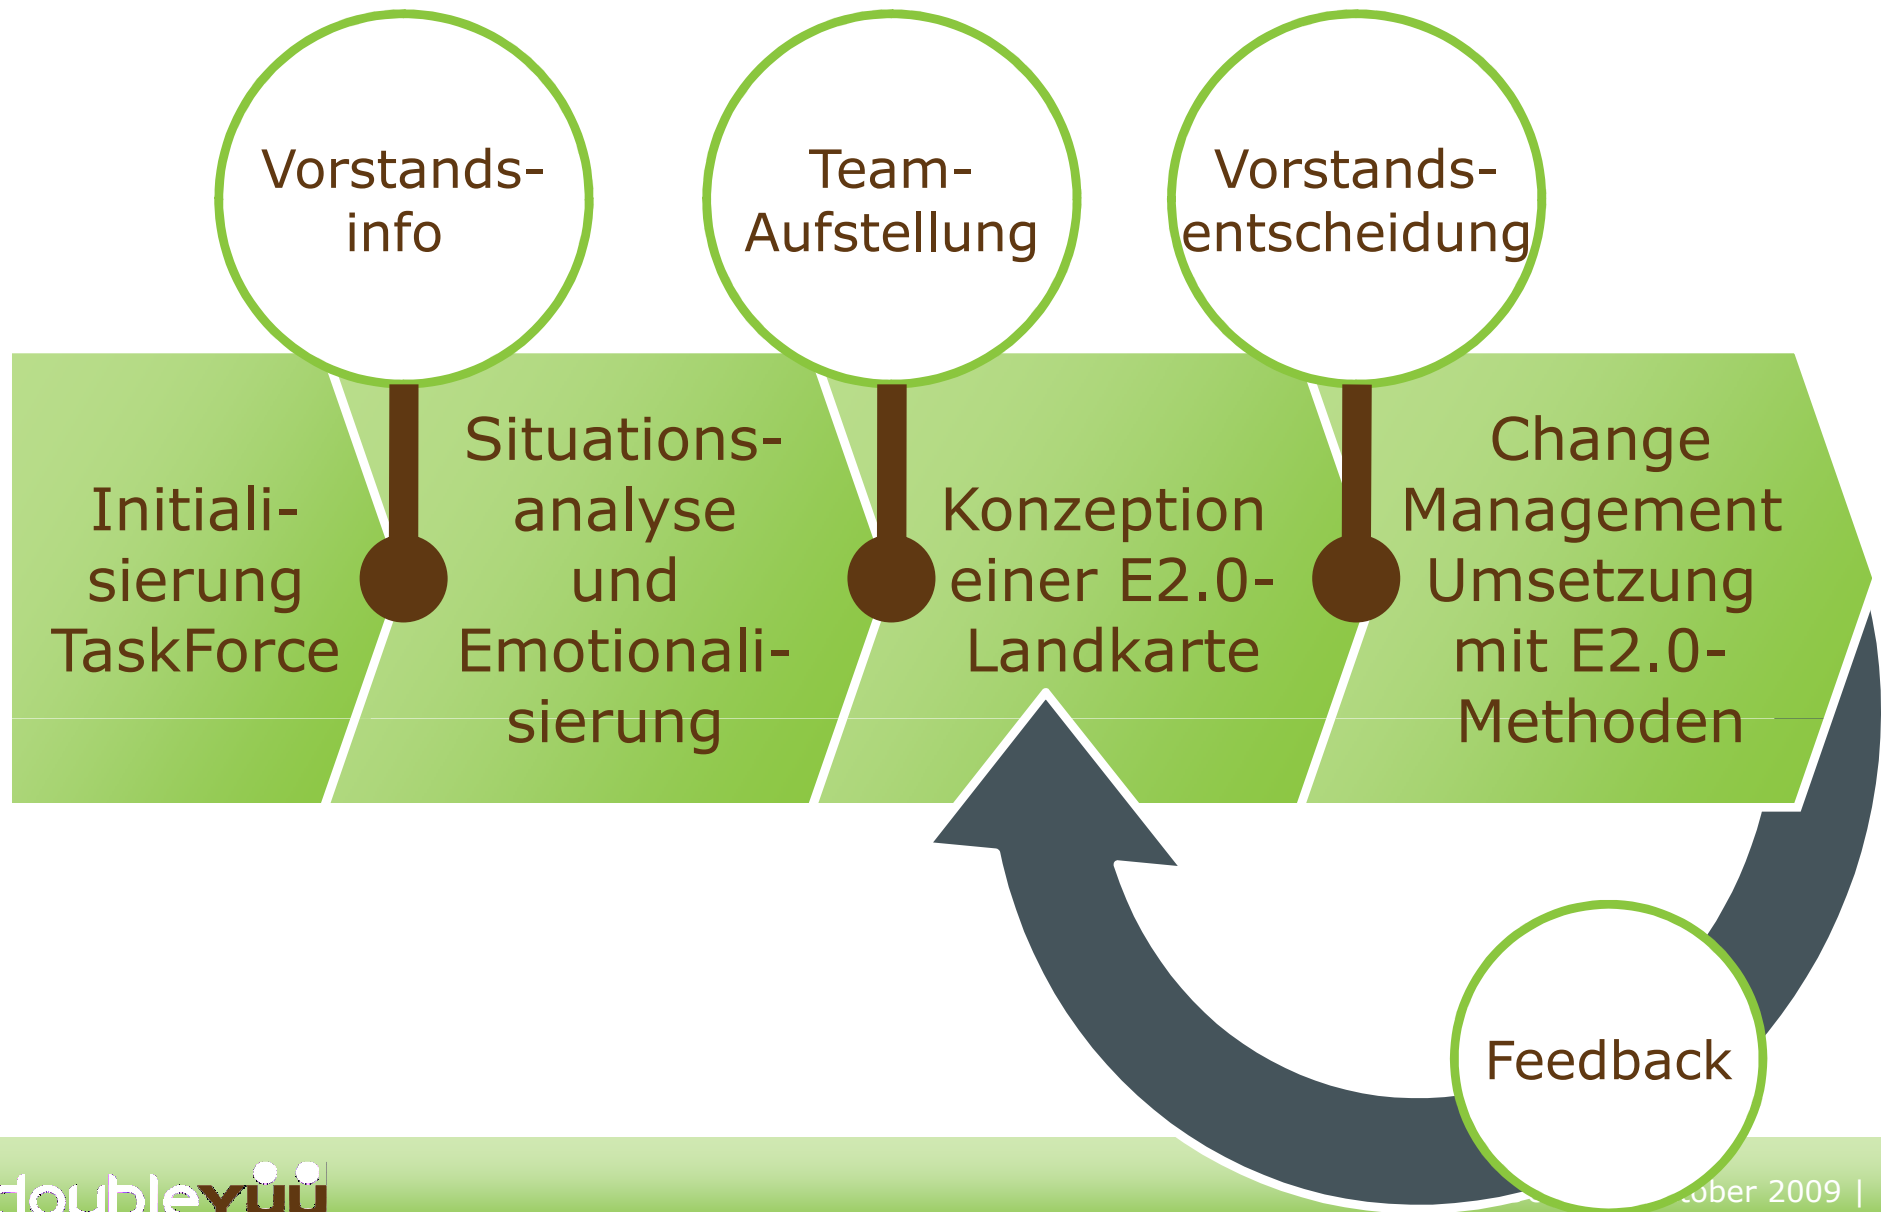 Vorstands-
info
Team-
Aufstellung
Vorstands-
entscheidung
Initiali-
sierung
TaskForce
Situations-
analyse
und
Emotionali-
sierung
Konzeption
einer E2.0-
Landkarte
Change
Management
Umsetzung
mit E2.0-
Methoden
Feedback
doubleYÜÜ
2009 |